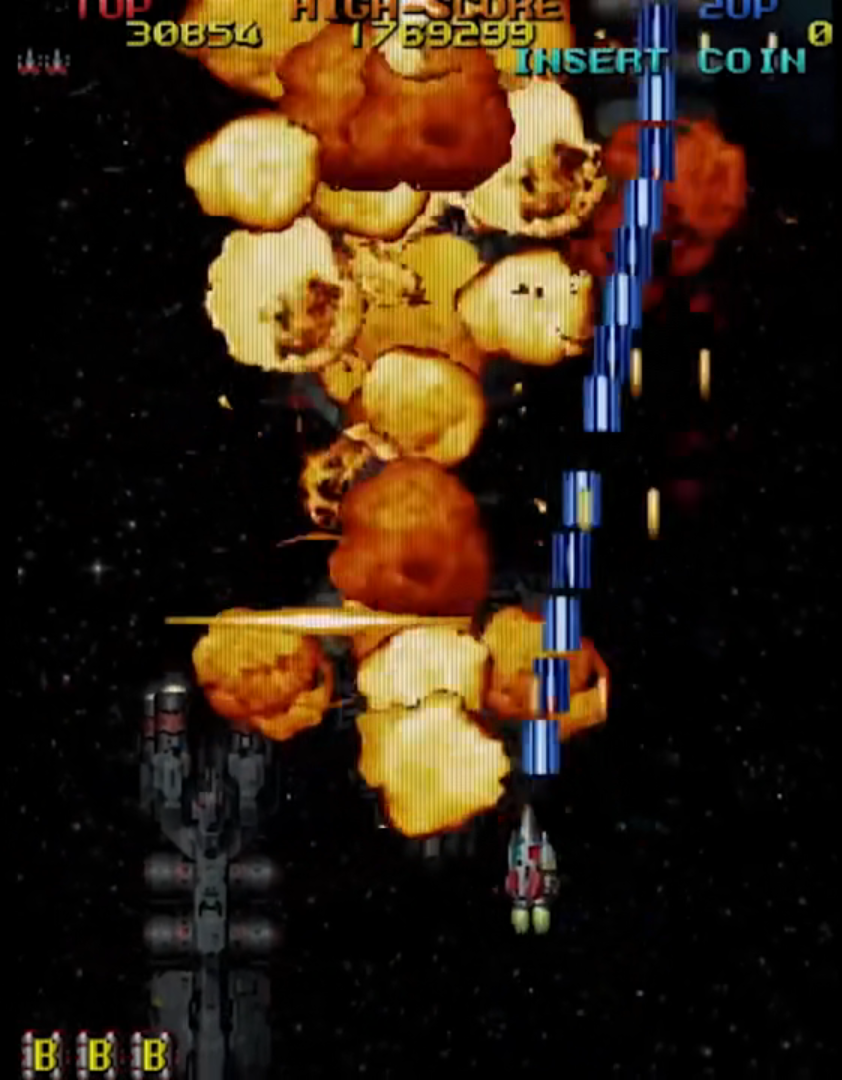 1UP HIGH-SCORE 2UP
30854 1769299 0
INSERT COIN
B B B